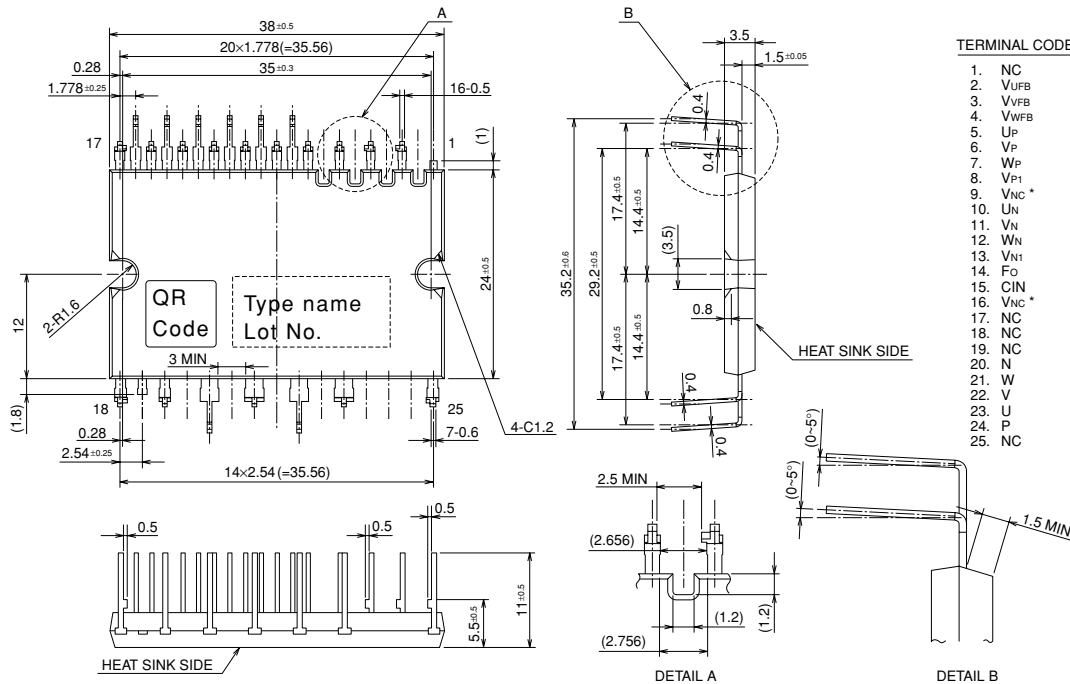 A
38±0.5
20×1.778(=35.56)
0.28
35±0.3
1.778±0.25
16-0.5
17
1
(1)
QR
Code
Type name
Lot No.
2-R1.6
12
24±0.5
3 MIN
(1.8)
18
25
0.28
2.54±0.25
7-0.6
4-C1.2
14×2.54(=35.56)
0.5
0.5
0.5
11±0.5
5.5±0.5
HEAT SINK SIDE
B
3.5
1.5±0.05
0.4
0.4
35.2±0.6
29.2±0.5
17.4±0.5
14.4±0.5
(3.5)
0.8
17.4±0.5
14.4±0.5
HEAT SINK SIDE
0.4
0.4
2.5 MIN
(2.656)
(1.2)
(1.2)
(2.756)
DETAIL A
(0~5°)
(0~5°)
1.5 MIN
DETAIL B
TERMINAL CODE
1. NC
2. VUFB
3. VVFB
4. VWFB
5. UP
6. VP
7. WP
8. VP1
9. VNC *
10. UN
11. VN
12. WN
13. VN1
14. FO
15. CIN
16. VNC *
17. NC
18. NC
19. NC
20. N
21. W
22. V
23. U
24. P
25. NC